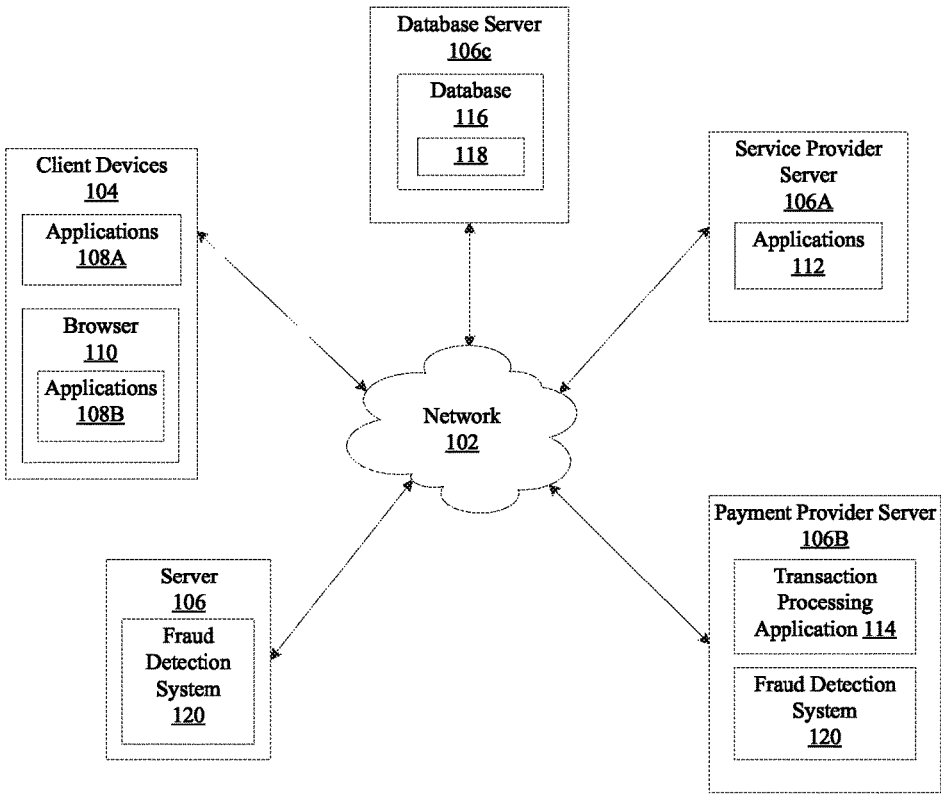 Database Server
106c
Database
116
118
Client Devices
104
Applications
108A
Browser
110
Applications
108B
Service Provider
Server
106A
Applications
112
Network
102
Server
106
Fraud
Detection
System
120
Payment Provider Server
106B
Transaction
Processing
Application 114
Fraud Detection
System
120